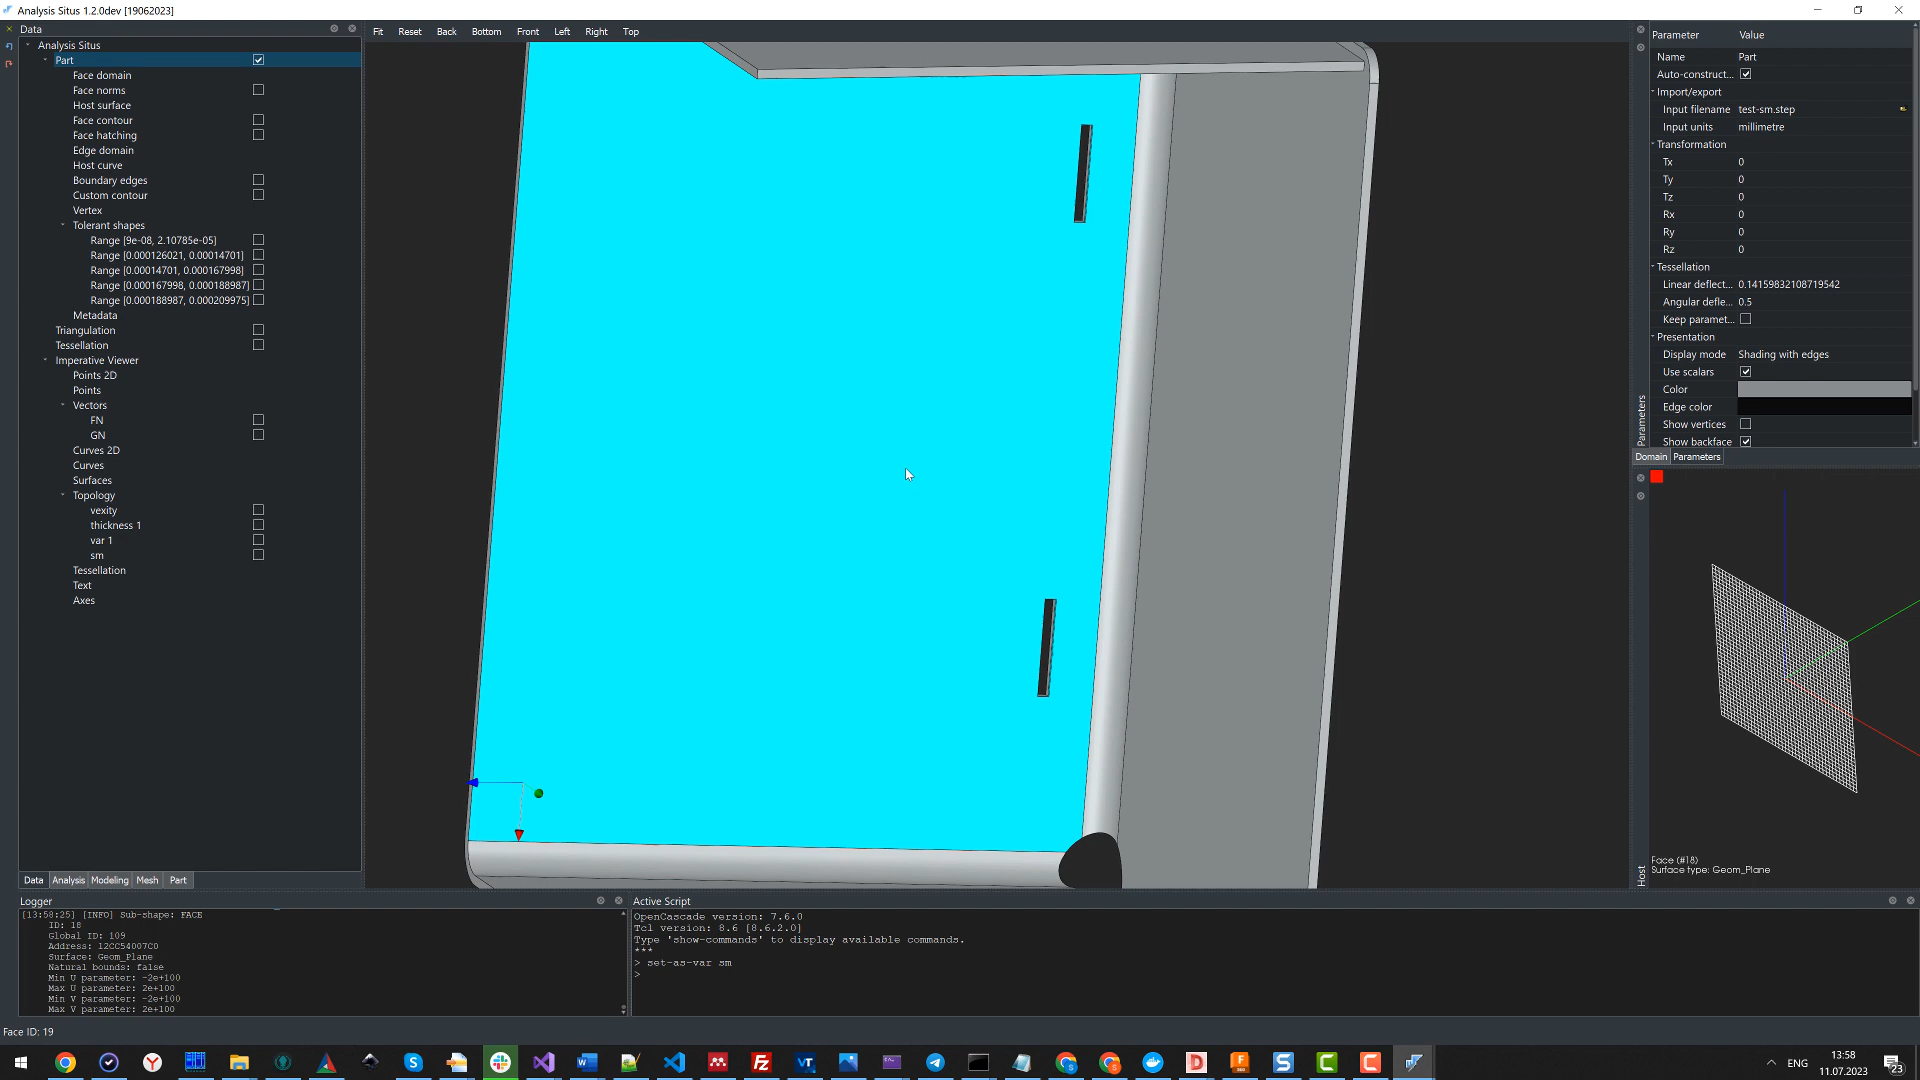 Analysis Situs 1.2.0dev [19062023]
Data
Analysis Situs
Part
Face domain
Face norms
Host surface
Face contour
Face hatching
Edge domain
Host curve
Boundary edges
Custom contour
Vertex
Tolerant shapes
Range [9e-08, 2.10785e-05]
Range [0.000126021, 0.00014701]
Range [0.00014701, 0.000167998]
Range [0.000167998, 0.000188987]
Range [0.000188987, 0.000209975]
Metadata
Triangulation
Tessellation
Imperative Viewer
Points 2D
Points
Vectors
FN
GN
Curves 2D
Curves
Surfaces
Topology
vexity
thickness 1
var 1
sm
Tessellation
Text
Axes
Data Analysis Modeling Mesh Part
Fit Reset Back Bottom Front Left Right Top
Parameter Value
Name Part
Auto-construct... 
Import/export
Input filename test-sm.step
Input units millimetre
Transformation
Tx 0
Ty 0
Tz 0
Rx 0
Ry 0
Rz 0
Tessellation
Linear deflect... 0.14159832108719542
Angular defle... 0.5
Keep paramet...
Presentation
Display mode Shading with edges
Use scalars
Color
Edge color
Show vertices
Show backface
Parameters
Domain Parameters
Face (#18)
Surface type: Geom_Plane
Host
Logger
[13:58:25] [INFO] Sub-shape: FACE
ID: 18
Global ID: 109
Address: 12CC54007C0
Surface: Geom_Plane
Natural bounds: false
Min U parameter: -2e+100
Max U parameter: 2e+100
Min V parameter: -2e+100
Max V parameter: 2e+100
Active Script
OpenCascade version: 7.6.0
Tcl version: 8.6 [8.6.2.0]
Type 'show-commands' to display available commands.
***
> set-as-var sm
>
Face ID: 19
ENG
13:58
11.07.2023
23